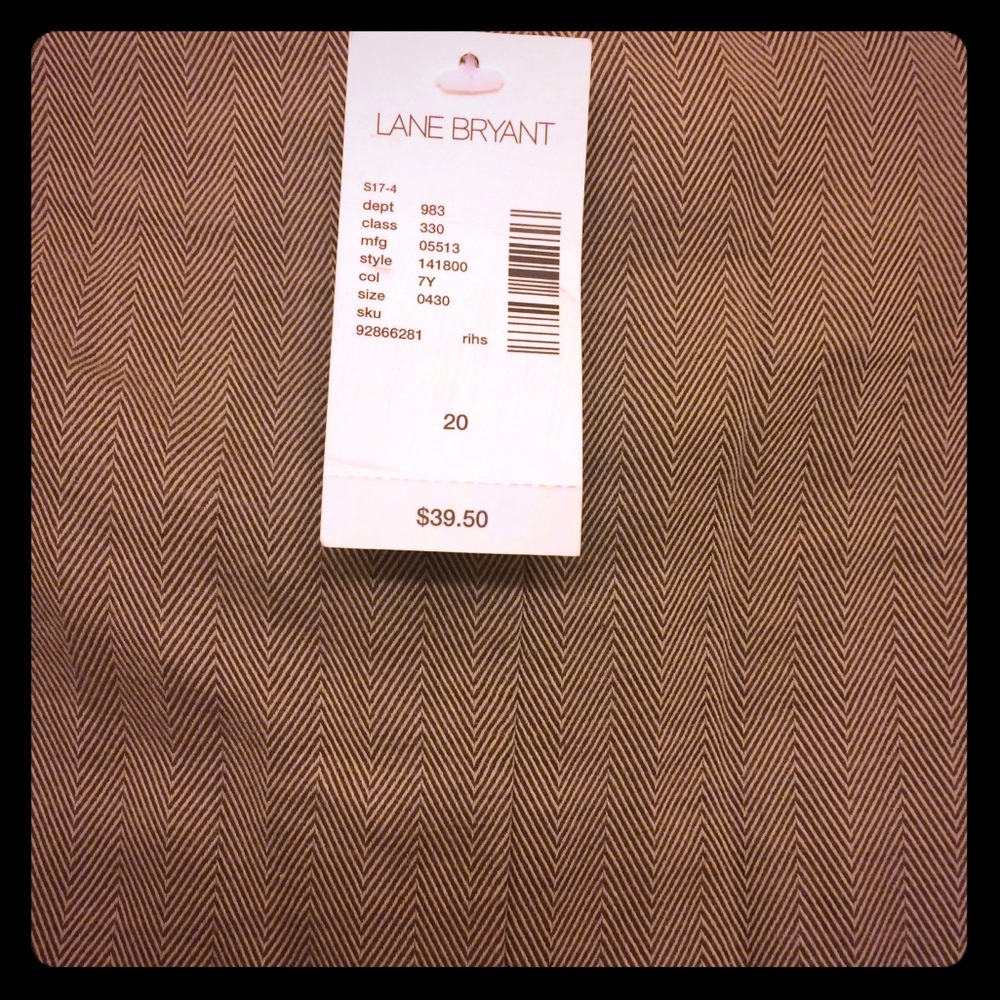 LANE BRYANT
S17-4
dept 983
class 330
mfg 05513
style 141800
col 7Y
size 0430
sku
92866281 rihs
20
$39.50